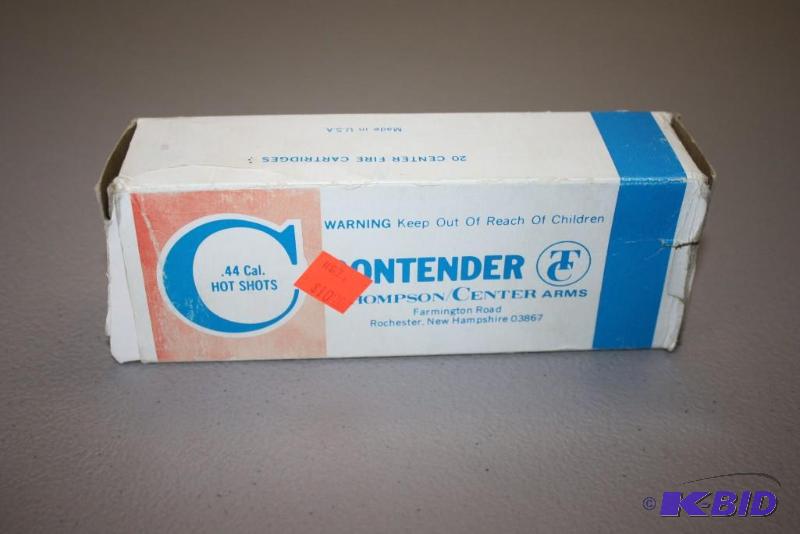 Made in U.S.A.
20 CENTER FIRE CARTRIDGES
WARNING Keep Out Of Reach Of Children
C
.44 Cal.
HOT SHOTS
CONTENDER
TC
THOMPSON/CENTER ARMS
Farmington Road
Rochester, New Hampshire 03867
© K-BID